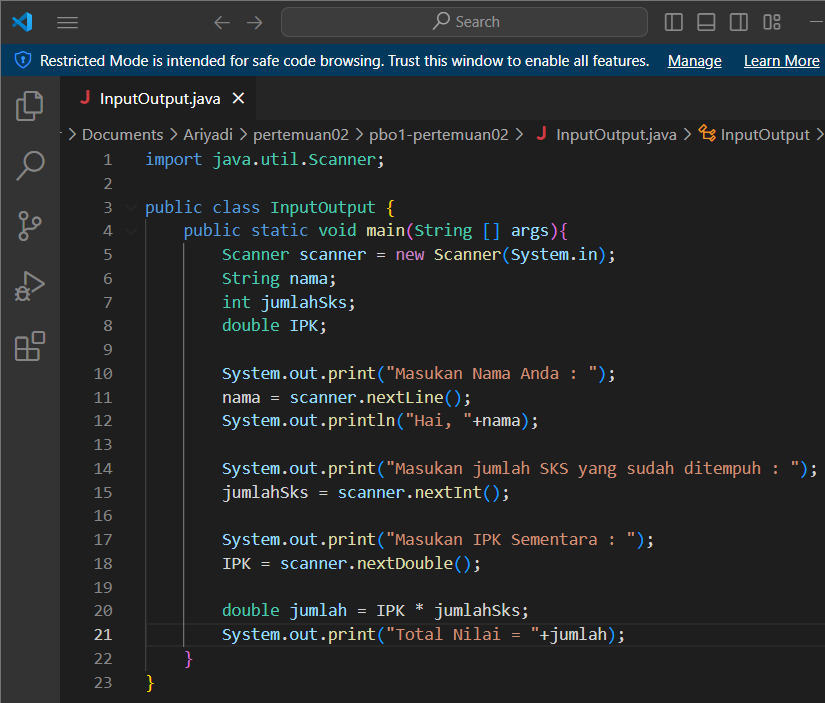 Search
Restricted Mode is intended for safe code browsing. Trust this window to enable all features. Manage Learn More
J InputOutput.java
Documents > Ariyadi > pertemuan02 > pbo1-pertemuan02 > J InputOutput.java > InputOutput >
1 import java.util.Scanner;
2
3 public class InputOutput {
4 public static void main(String [] args){
5 Scanner scanner = new Scanner(System.in);
6 String nama;
7 int jumlahSks;
8 double IPK;
9
10 System.out.print("Masukan Nama Anda : ");
11 nama = scanner.nextLine();
12 System.out.println("Hai, "+nama);
13
14 System.out.print("Masukan jumlah SKS yang sudah ditempuh : ");
15 jumlahSks = scanner.nextInt();
16
17 System.out.print("Masukan IPK Sementara : ");
18 IPK = scanner.nextDouble();
19
20 double jumlah = IPK * jumlahSks;
21 System.out.print("Total Nilai = "+jumlah);
22 }
23 }